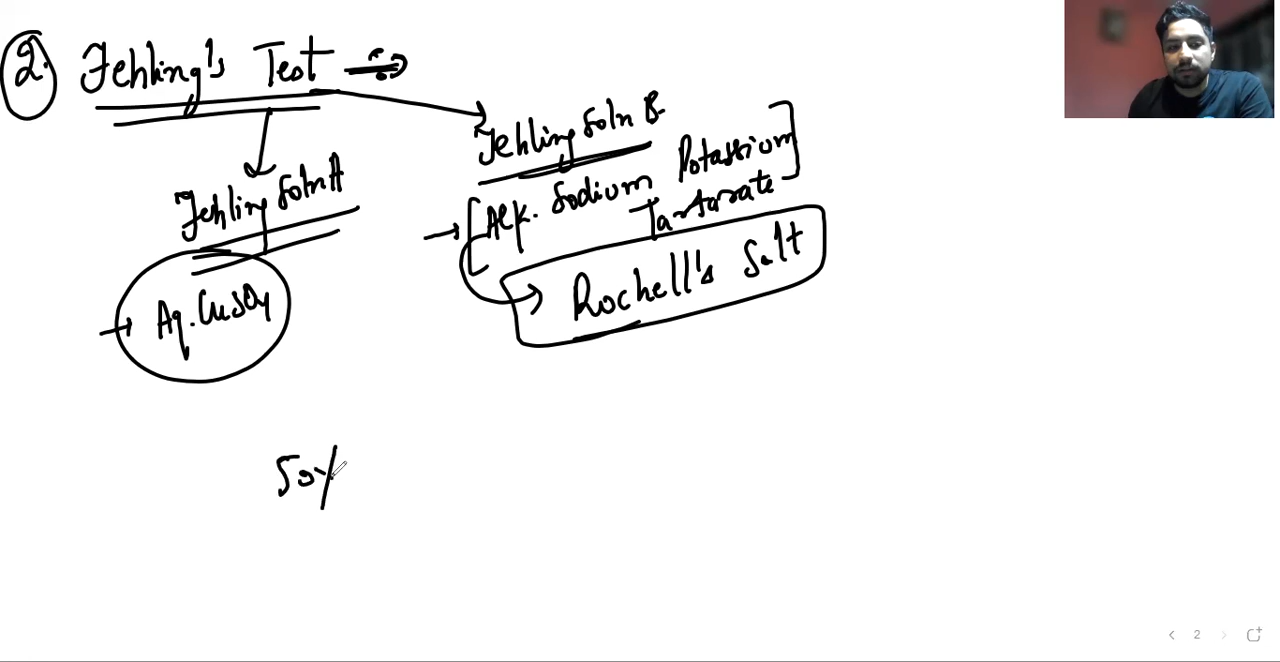 2. Fehling's Test →
Fehling Soln A
→ Aq. CuSO4
Fehling Soln B
→ [Alk. Sodium Potassium
Tartarate]
Rochell's Salt
50%
2